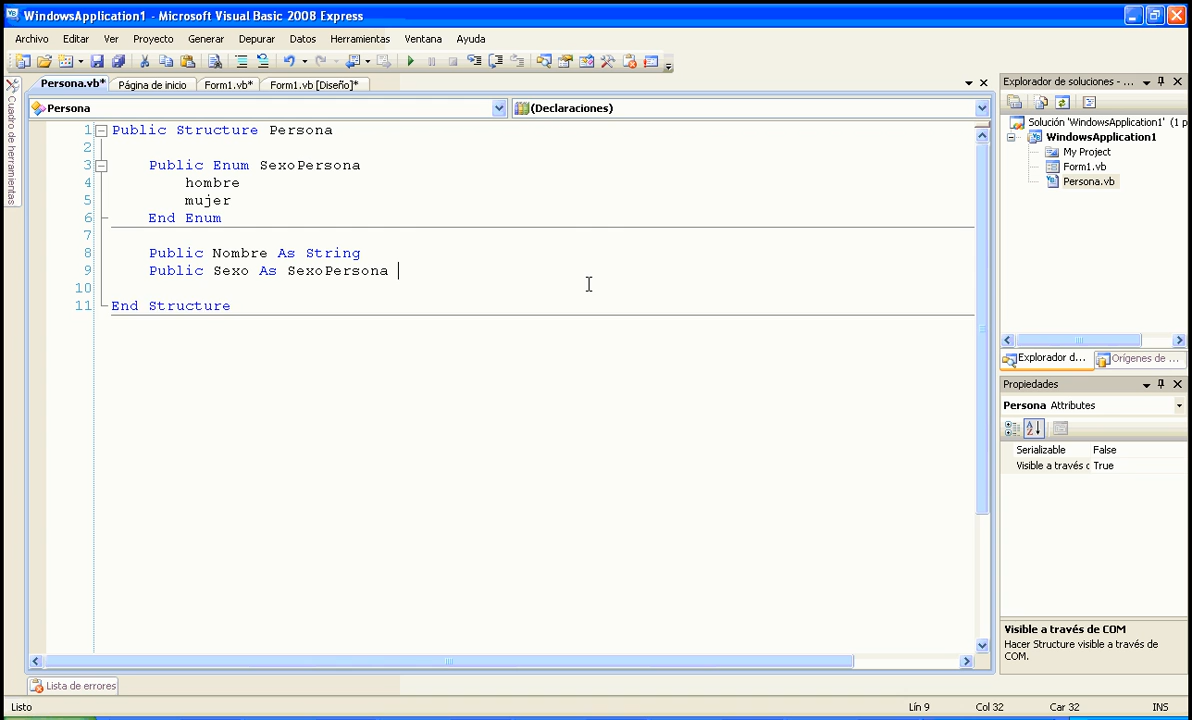 WindowsApplication1 - Microsoft Visual Basic 2008 Express
Archivo Editar Ver Proyecto Generar Depurar Datos Herramientas Ventana Ayuda
Persona.vb* Página de inicio Form1.vb* Form1.vb [Diseño]*
Cuadro de herramientas
Persona (Declaraciones)
1 Public Structure Persona
2
3 Public Enum SexoPersona
4 hombre
5 mujer
6 End Enum
7
8 Public Nombre As String
9 Public Sexo As SexoPersona
10
11 End Structure
Explorador de soluciones - ...
Solución 'WindowsApplication1' (1 p
WindowsApplication1
My Project
Form1.vb
Persona.vb
Explorador d... Orígenes de ...
Propiedades
Persona Attributes
Serializable False
Visible a través c True
Visible a través de COM
Hacer Structure visible a través de
COM.
Lista de errores
Listo Lín 9 Col 32 Car 32 INS